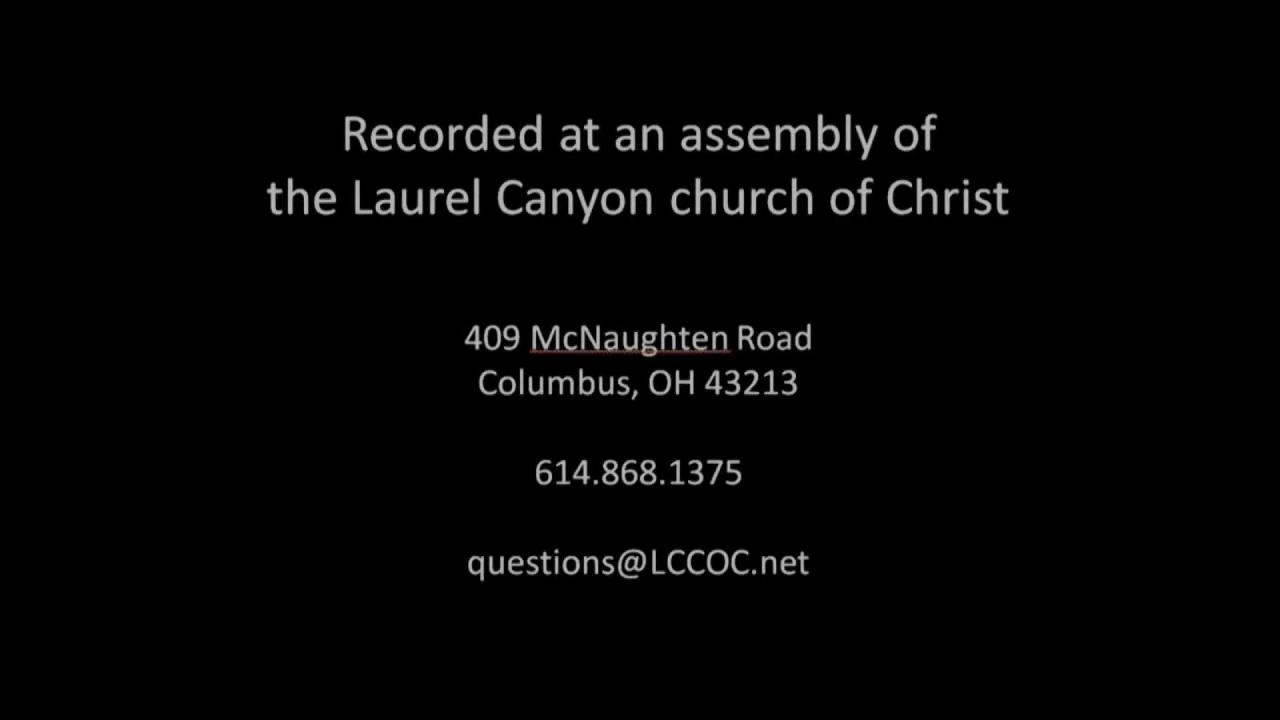 Recorded at an assembly of
the Laurel Canyon church of Christ
409 McNaughten Road
Columbus, OH 43213
614.868.1375
questions@LCCOC.net